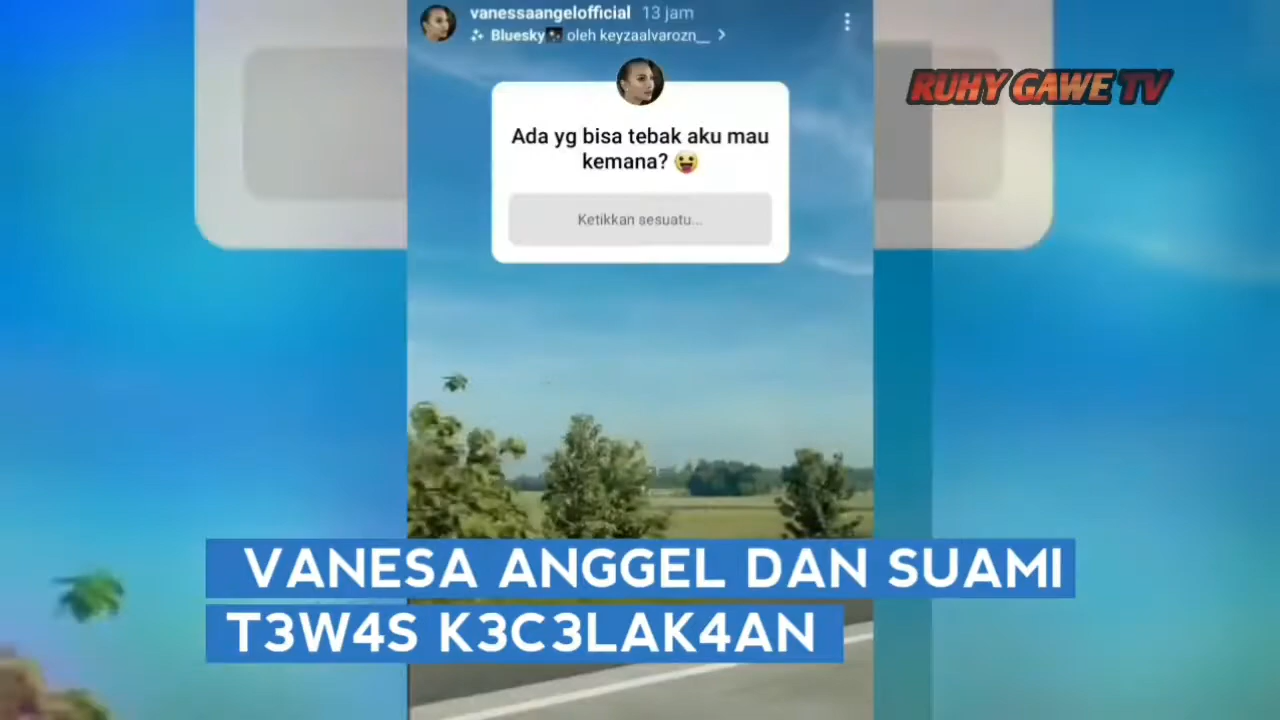 vanessaangelofficial 13 jam
Bluesky oleh keyzaalvarozn__ >
RUHY GAWE TV
Ada yg bisa tebak aku mau
kemana? 😝
Ketikkan sesuatu...
VANESA ANGGEL DAN SUAMI
T3W4S K3C3LAK4AN